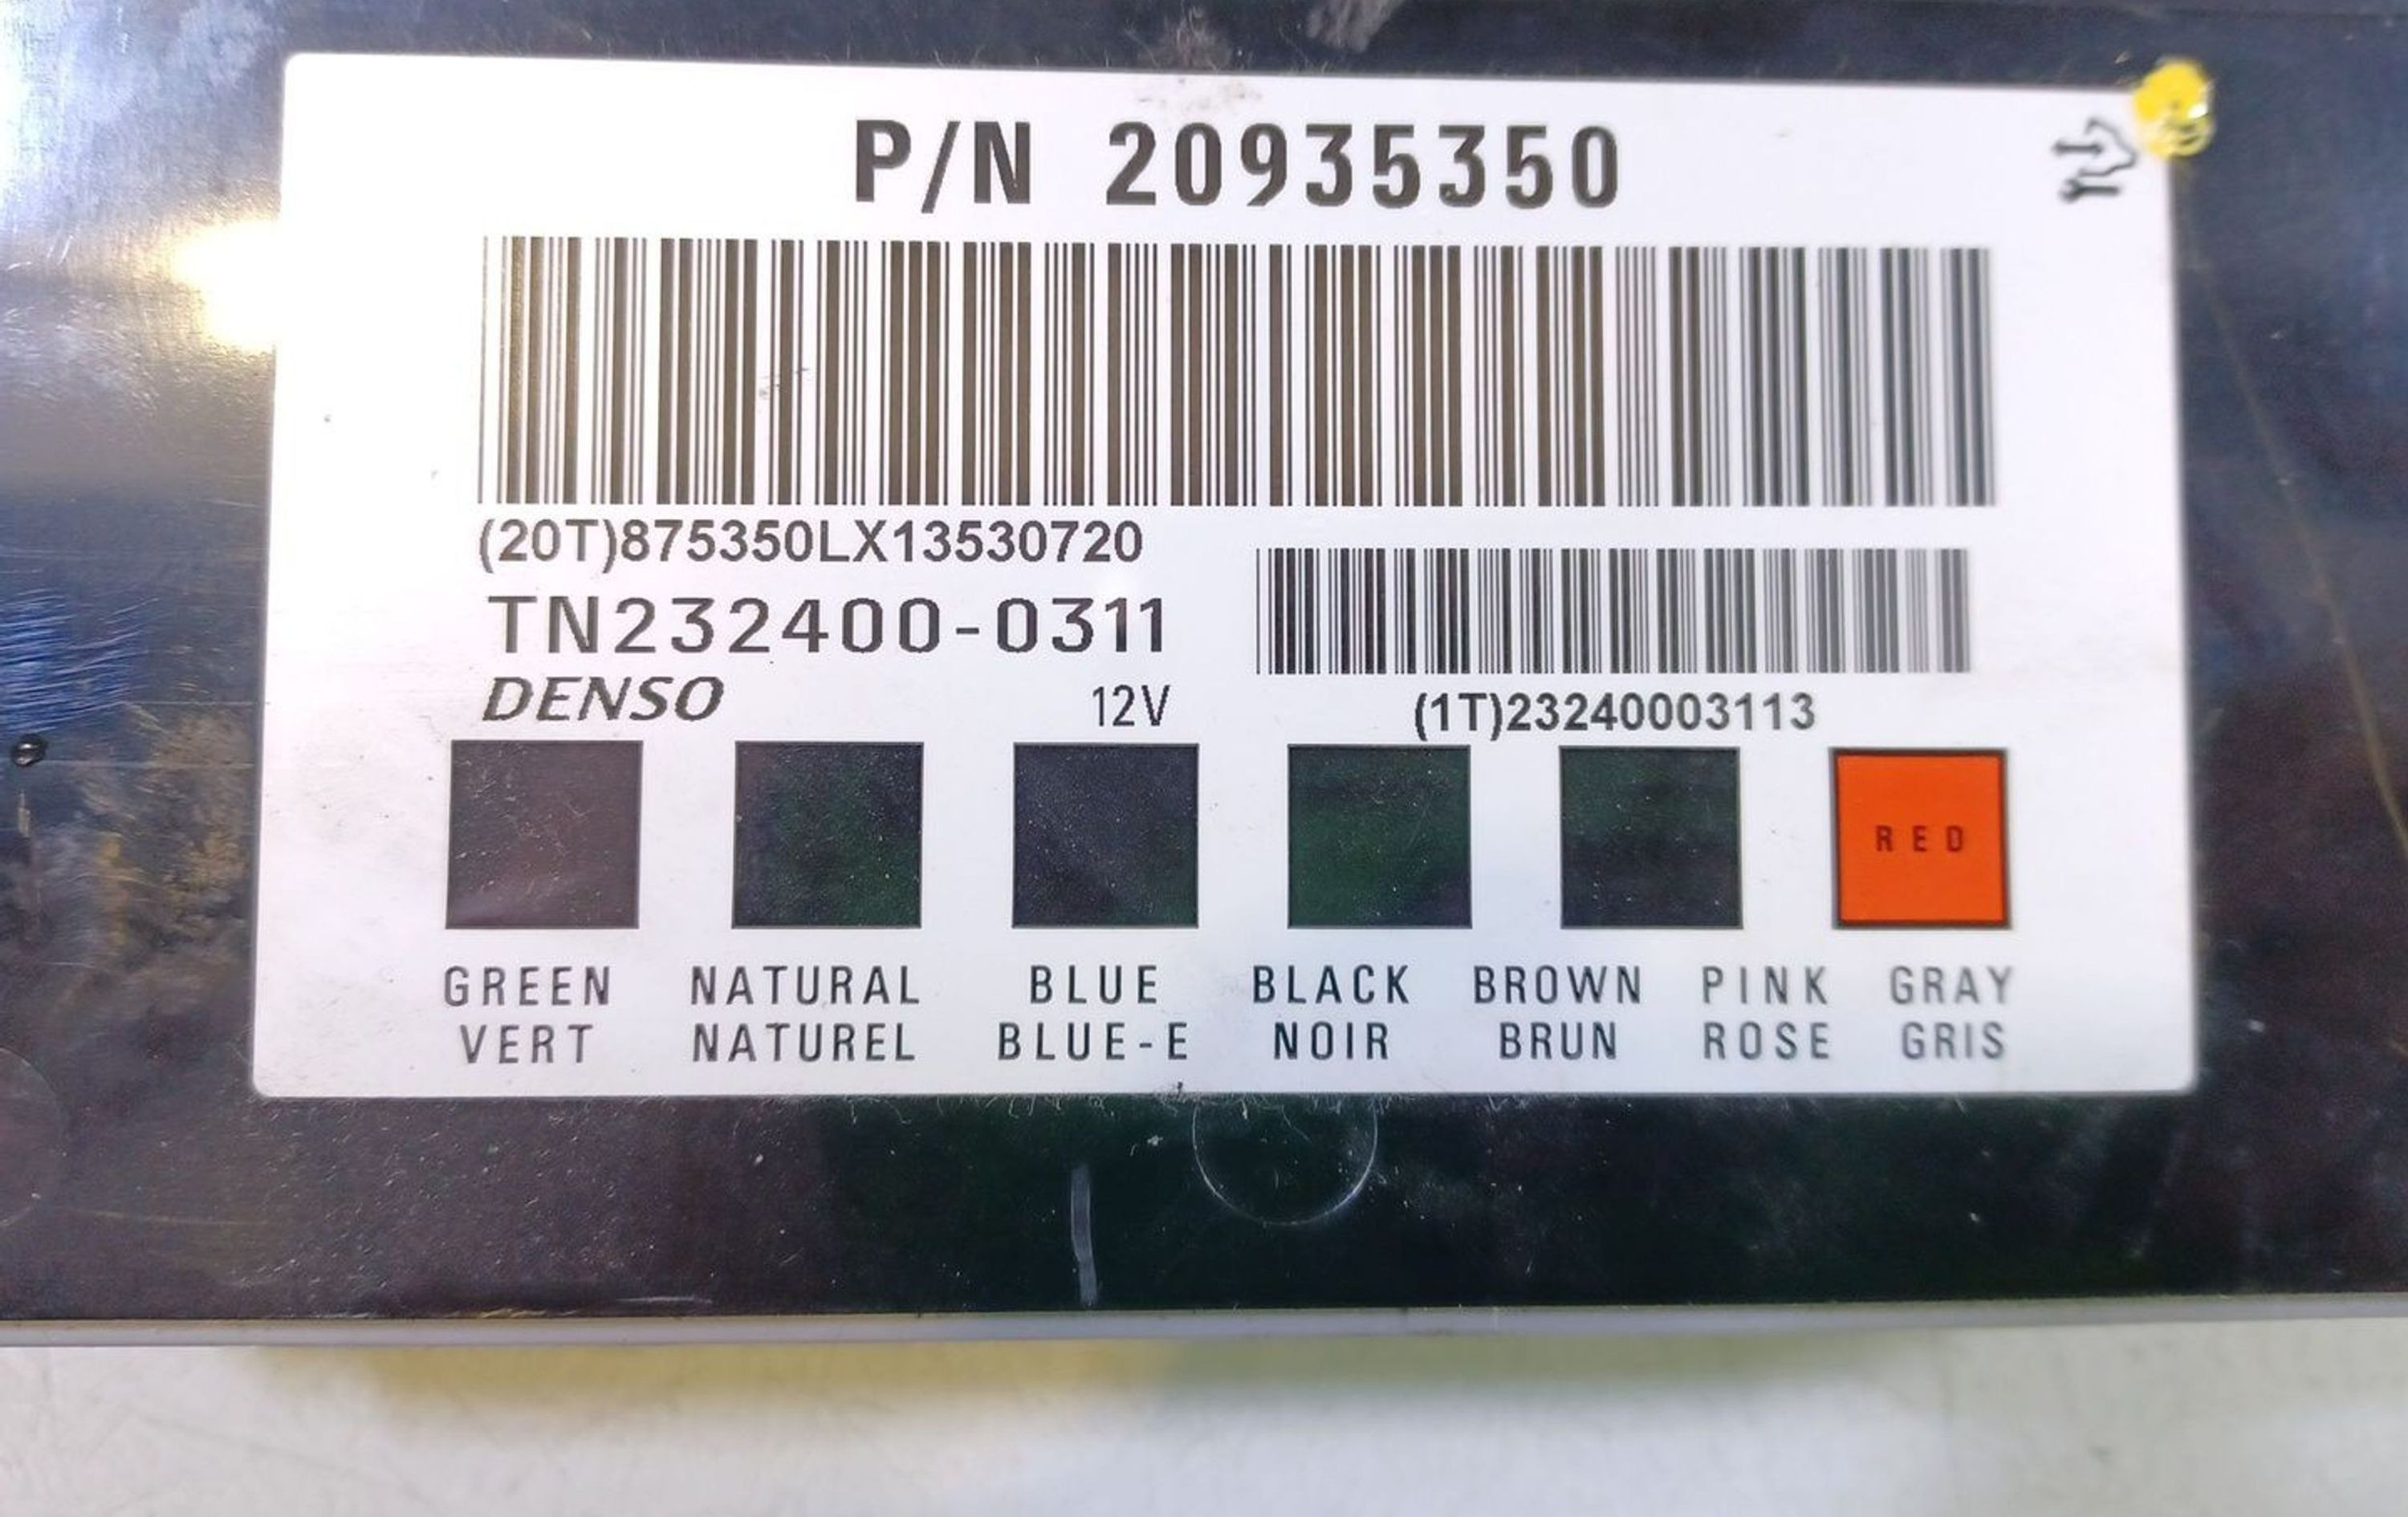 P/N 20935350
(20T)875350LX13530720
TN232400-0311
DENSO 12V (1T)23240003113
RED
GREEN NATURAL BLUE BLACK BROWN PINK GRAY
VERT NATUREL BLUE-E NOIR BRUN ROSE GRIS